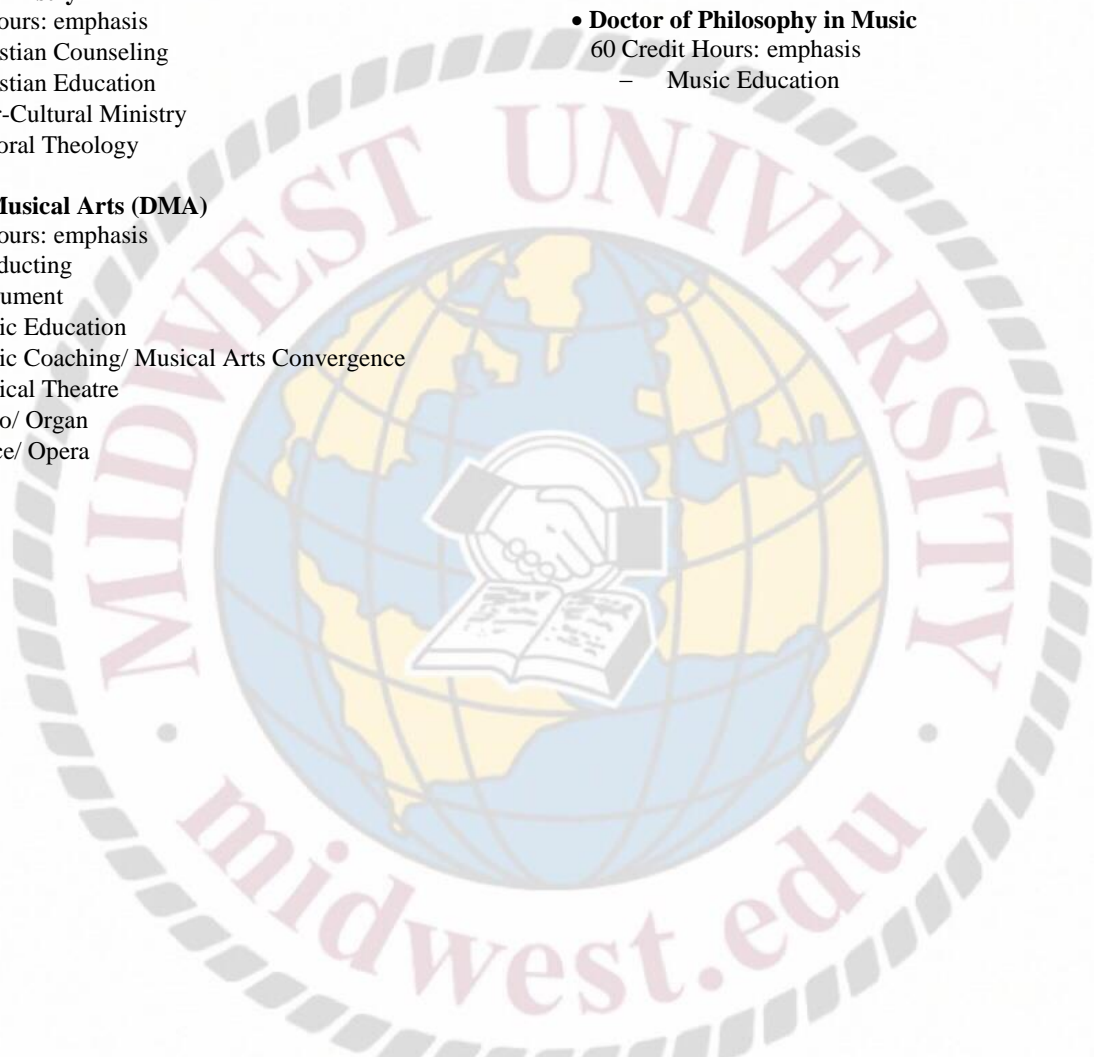 ours: emphasis
stian Counseling
stian Education
r-Cultural Ministry
oral Theology
Musical Arts (DMA)
ours: emphasis
ducting
ument
ic Education
ic Coaching/ Musical Arts Convergence
ical Theatre
o/ Organ
ce/ Opera
• Doctor of Philosophy in Music
60 Credit Hours: emphasis
– Music Education
MIDWEST UNIVERSITY
midwest.edu